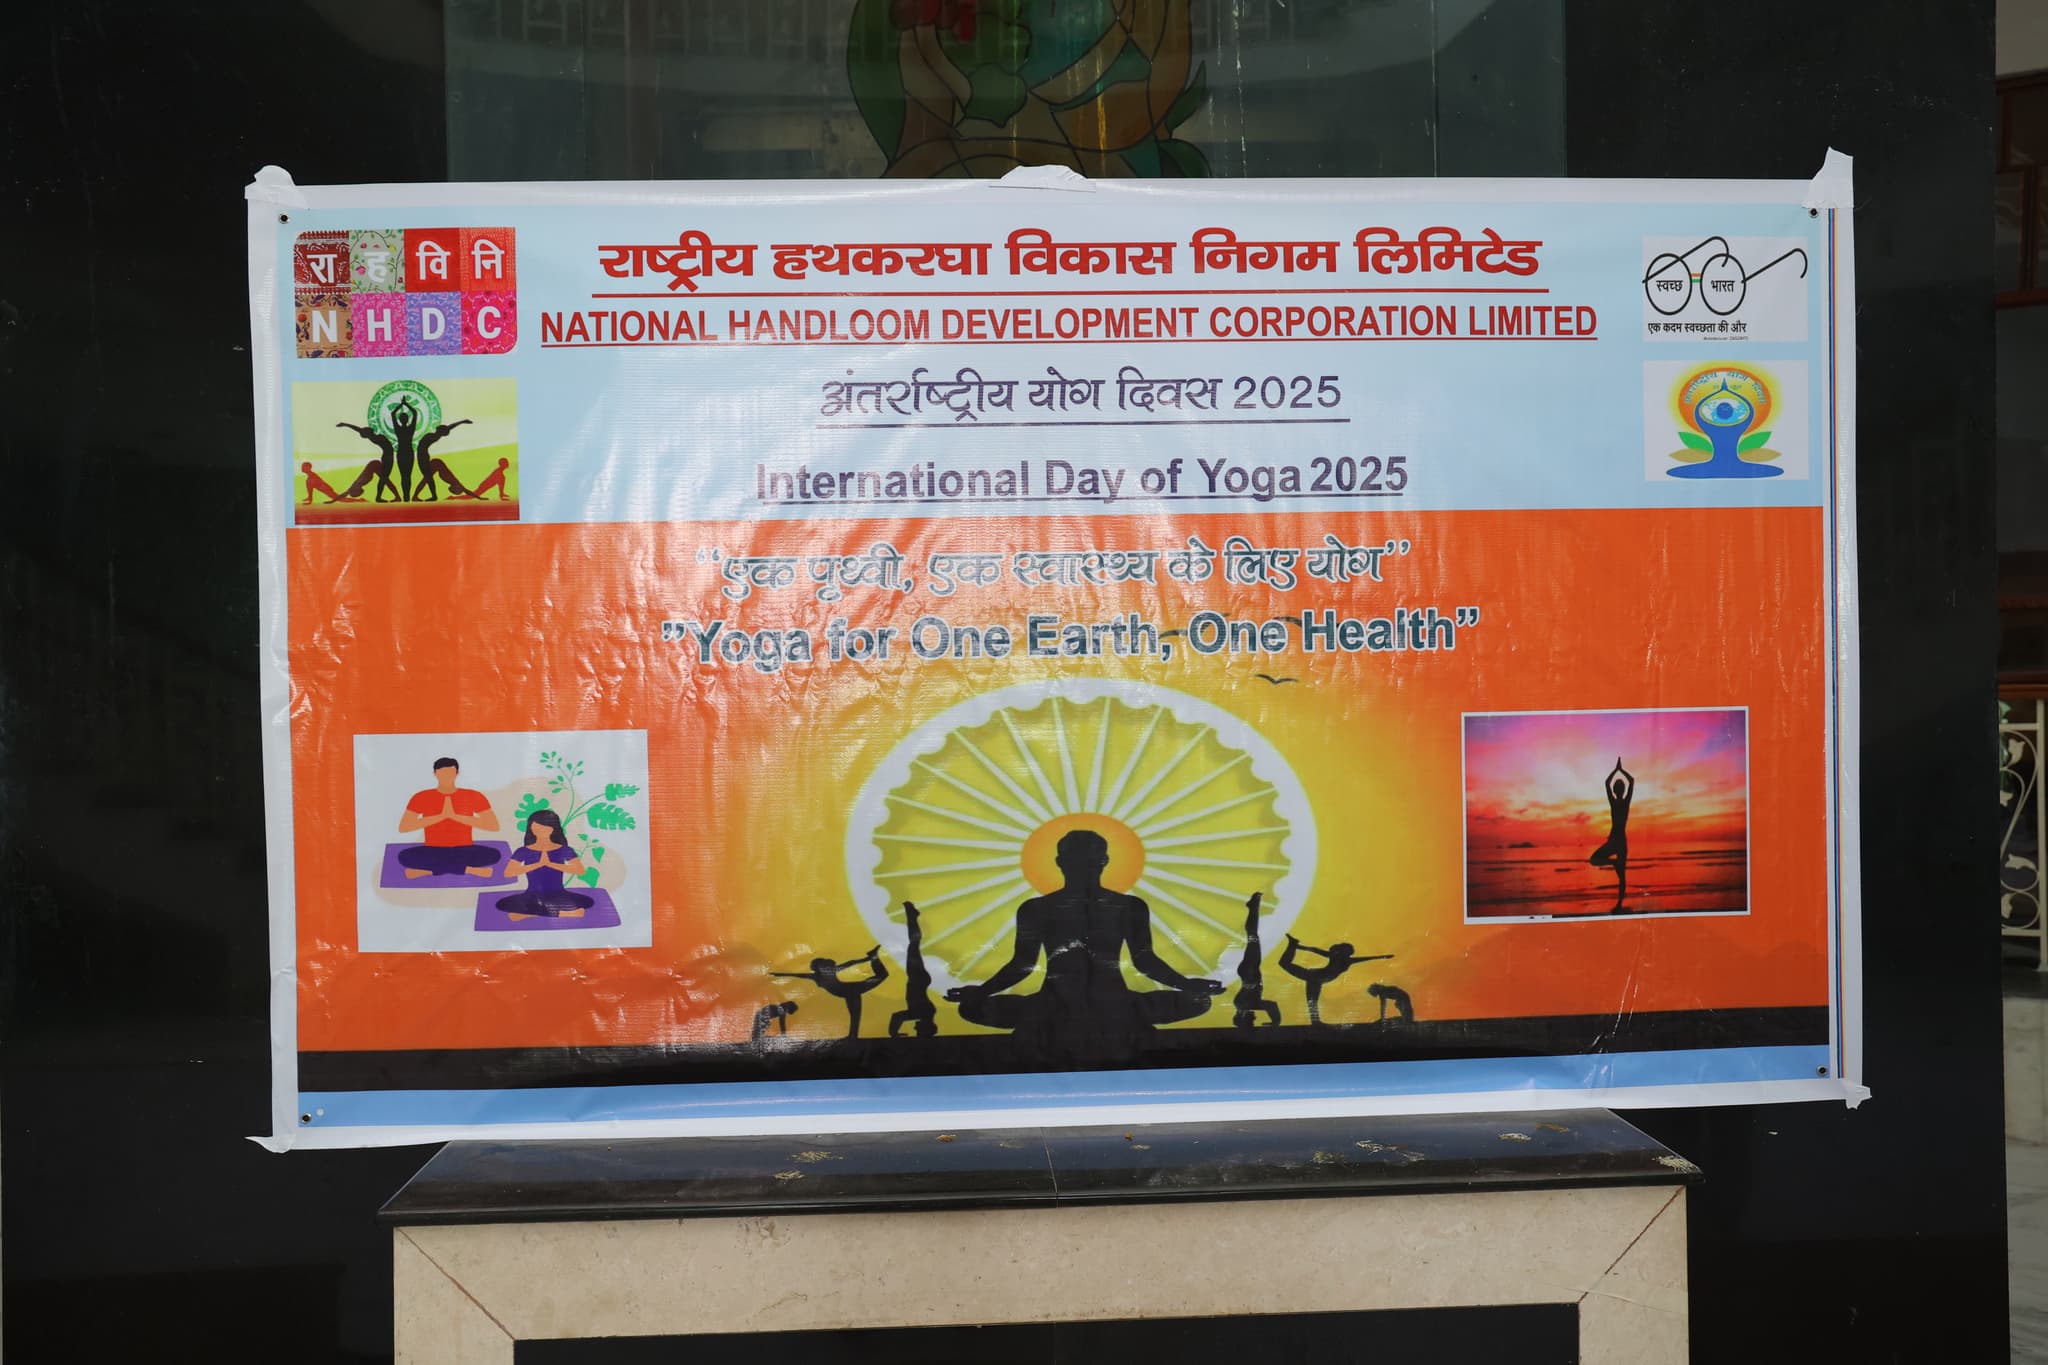 रा ह वि नि
N H D C
राष्ट्रीय हथकरघा विकास निगम लिमिटेड
NATIONAL HANDLOOM DEVELOPMENT CORPORATION LIMITED
स्वच्छ भारत
एक कदम स्वच्छता की और
अंतर्राष्ट्रीय योग दिवस 2025
International Day of Yoga 2025
“एक पृथ्वी, एक स्वास्थ्य के लिए योग”
”Yoga for One Earth, One Health”